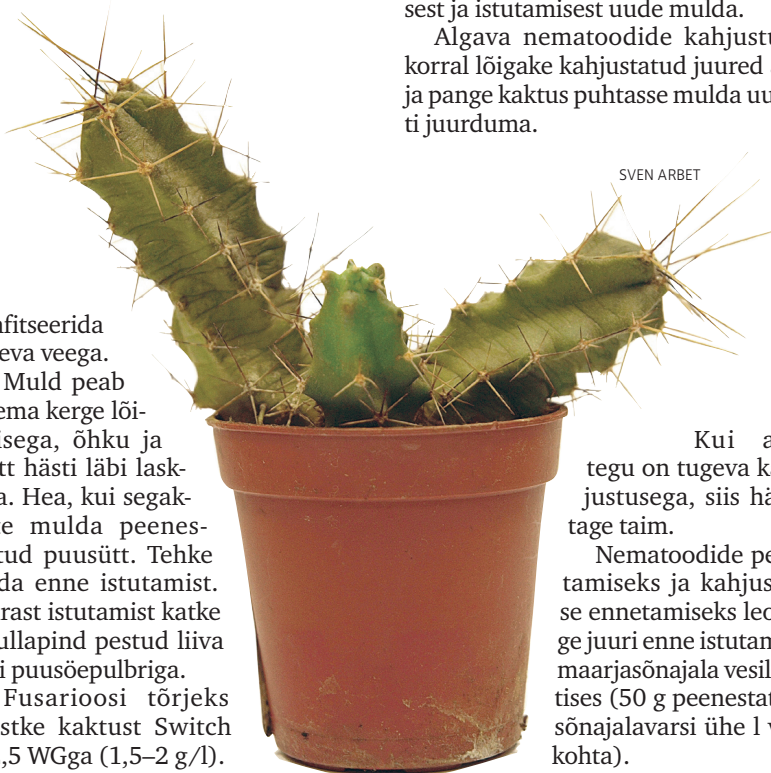 sest ja istutamisest uude mulda.
Algava nematoodide kahjustu
korral lõigake kahjustatud juured
ja pange kaktus puhtasse mulda uu
ti juurduma.
SVEN ARBET
nfitseerida
eva veega.
Muld peab
ema kerge lõi-
isega, õhku ja
tt hästi läbi lask-
a. Hea, kui segak-
te mulda peenes-
tud puusütt. Tehke
da enne istutamist.
rast istutamist katke
ullapind pestud liiva
i puusöepulbriga.
Fusarioosi tõrjeks
stke kaktust Switch
,5 WGga (1,5–2 g/l).
Kui a
tegu on tugeva k
justusega, siis hä
tage taim.
Nematoodide pe
tamiseks ja kahjus
se ennetamiseks leo
ge juuri enne istutam
maarjasõnajala vesil
tises (50 g peenestat
sõnajalavarsi ühe l v
kohta).